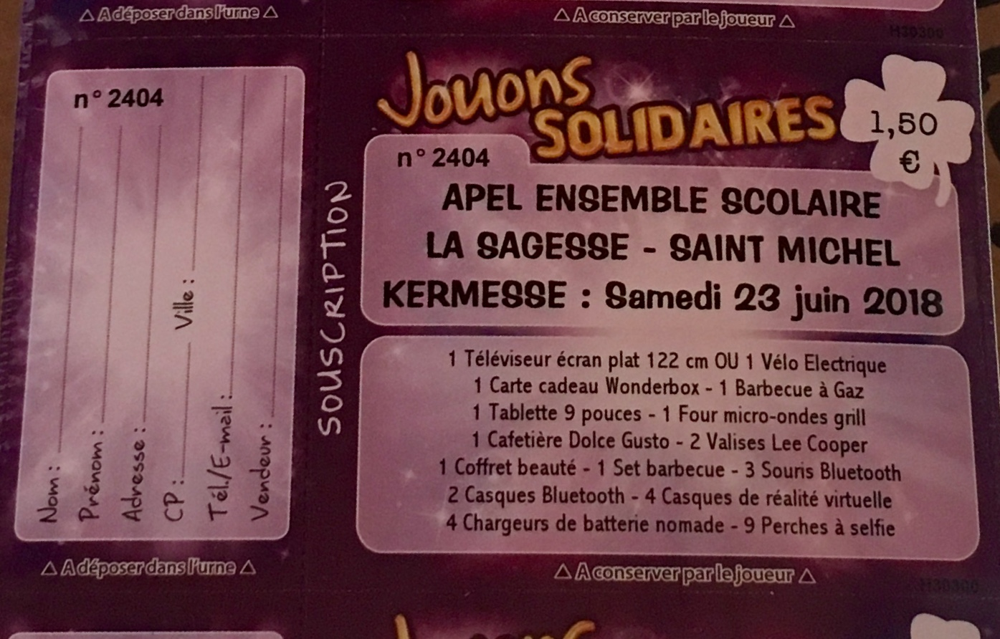 △ A déposer dans l'urne △
△ A conserver par le joueur △
H30300
n° 2404
Nom :
Prénom :
Adresse :
CP : Ville :
Tél./E-mail :
Vendeur :
SOUSCRIPTION
Jouons
SOLIDAIRES
1,50
€
n° 2404
APEL ENSEMBLE SCOLAIRE
LA SAGESSE - SAINT MICHEL
KERMESSE : Samedi 23 juin 2018
1 Téléviseur écran plat 122 cm OU 1 Vélo Electrique
1 Carte cadeau Wonderbox - 1 Barbecue à Gaz
1 Tablette 9 pouces - 1 Four micro-ondes grill
1 Cafetière Dolce Gusto - 2 Valises Lee Cooper
1 Coffret beauté - 1 Set barbecue - 3 Souris Bluetooth
2 Casques Bluetooth - 4 Casques de réalité virtuelle
4 Chargeurs de batterie nomade - 9 Perches à selfie
△ A déposer dans l'urne △
△ A conserver par le joueur △
H30300